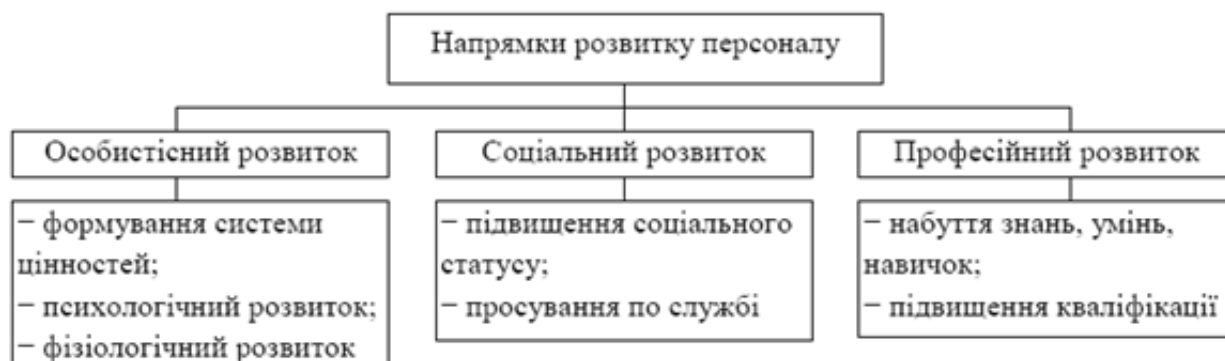 Напрямки розвитку персоналу
Особистісний розвиток
− формування системи
цінностей;
− психологічний розвиток;
− фізіологічний розвиток
Соціальний розвиток
− підвищення соціального
статусу;
− просування по службі
Професійний розвиток
− набуття знань, умінь,
навичок;
− підвищення кваліфікації